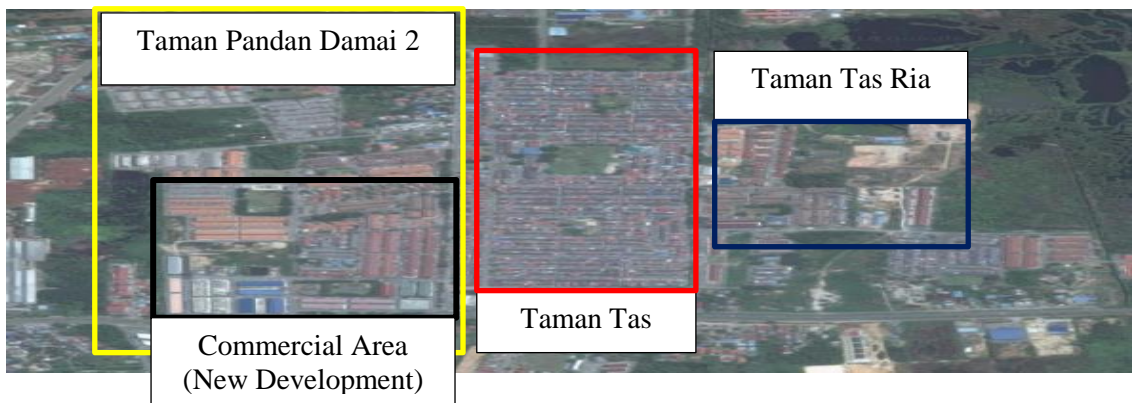 Taman Pandan Damai 2
Taman Tas Ria
Taman Tas
Commercial Area
(New Development)